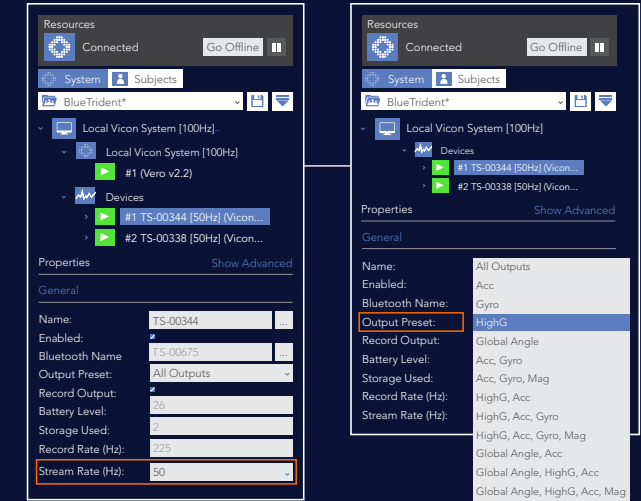 Resources
Connected
Go Offline
System
Subjects
BlueTrident*
Local Vicon System [100Hz]
Local Vicon System [100Hz]
#1 (Vero v2.2)
Devices
#1 TS-00344 [50Hz] (Vicon...
#2 TS-00338 [50Hz] (Vicon...
Properties
Show Advanced
General
Name:
TS-00344
...
Enabled:
Bluetooth Name
TS-00675
...
Output Preset:
All Outputs
Record Output:
Battery Level:
26
Storage Used:
2
Record Rate (Hz):
225
Stream Rate (Hz):
50
Resources
Connected
Go Offline
System
Subjects
BlueTrident*
Local Vicon System [100Hz]
Devices
#1 TS-00344 [50Hz] (Vicon...
#2 TS-00338 [50Hz] (Vicon...
Properties
Show Advanced
General
Name:
Enabled:
Bluetooth Name:
Output Preset:
Record Output:
Battery Level:
Storage Used:
Record Rate (Hz):
Stream Rate (Hz):
All Outputs
Acc
Gyro
HighG
Global Angle
Acc, Gyro
Acc, Gyro, Mag
HighG, Acc
HighG, Acc, Gyro
HighG, Acc, Gyro, Mag
Global Angle, Acc
Global Angle, HighG, Acc
Global Angle, HighG, Acc, Mag